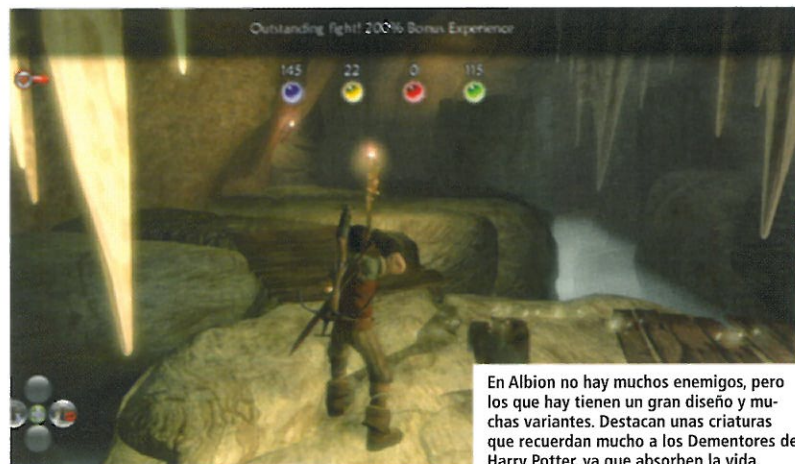 Outstanding fight! 200% Bonus Experience
145 22 0 115
En Albion no hay muchos enemigos, pero
los que hay tienen un gran diseño y mu-
chas variantes. Destacan unas criaturas
que recuerdan mucho a los Dementores de
Harry Potter, ya que absorben la vida.